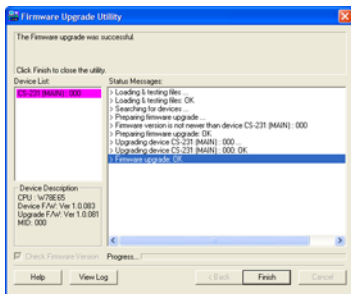 Firmware Upgrade Utility
The Firmware upgrade was successful.
Click Finish to close the utility.
Device List:
Status Messages:
CS-231 (MAIN) : 000
> Loading & testing files ...
> Loading & testing files: OK
> Searching for devices ...
> Preparing firmware upgrade ...
> Firmware version is not newer than device CS-231 (MAIN) : 000
> Preparing firmware upgrade: OK
> Upgrading device CS-231 (MAIN) : 000 ...
> Upgrading device CS-231 (MAIN) : 000: OK
> Firmware upgrade: OK
Device Description
CPU : W78E65
Device F/W: Ver 1.0.083
Upgrade F/W: Ver 1.0.081
MID: 000
Check Firmware Version
Progress...
Help
View Log
< Back
Finish
Cancel